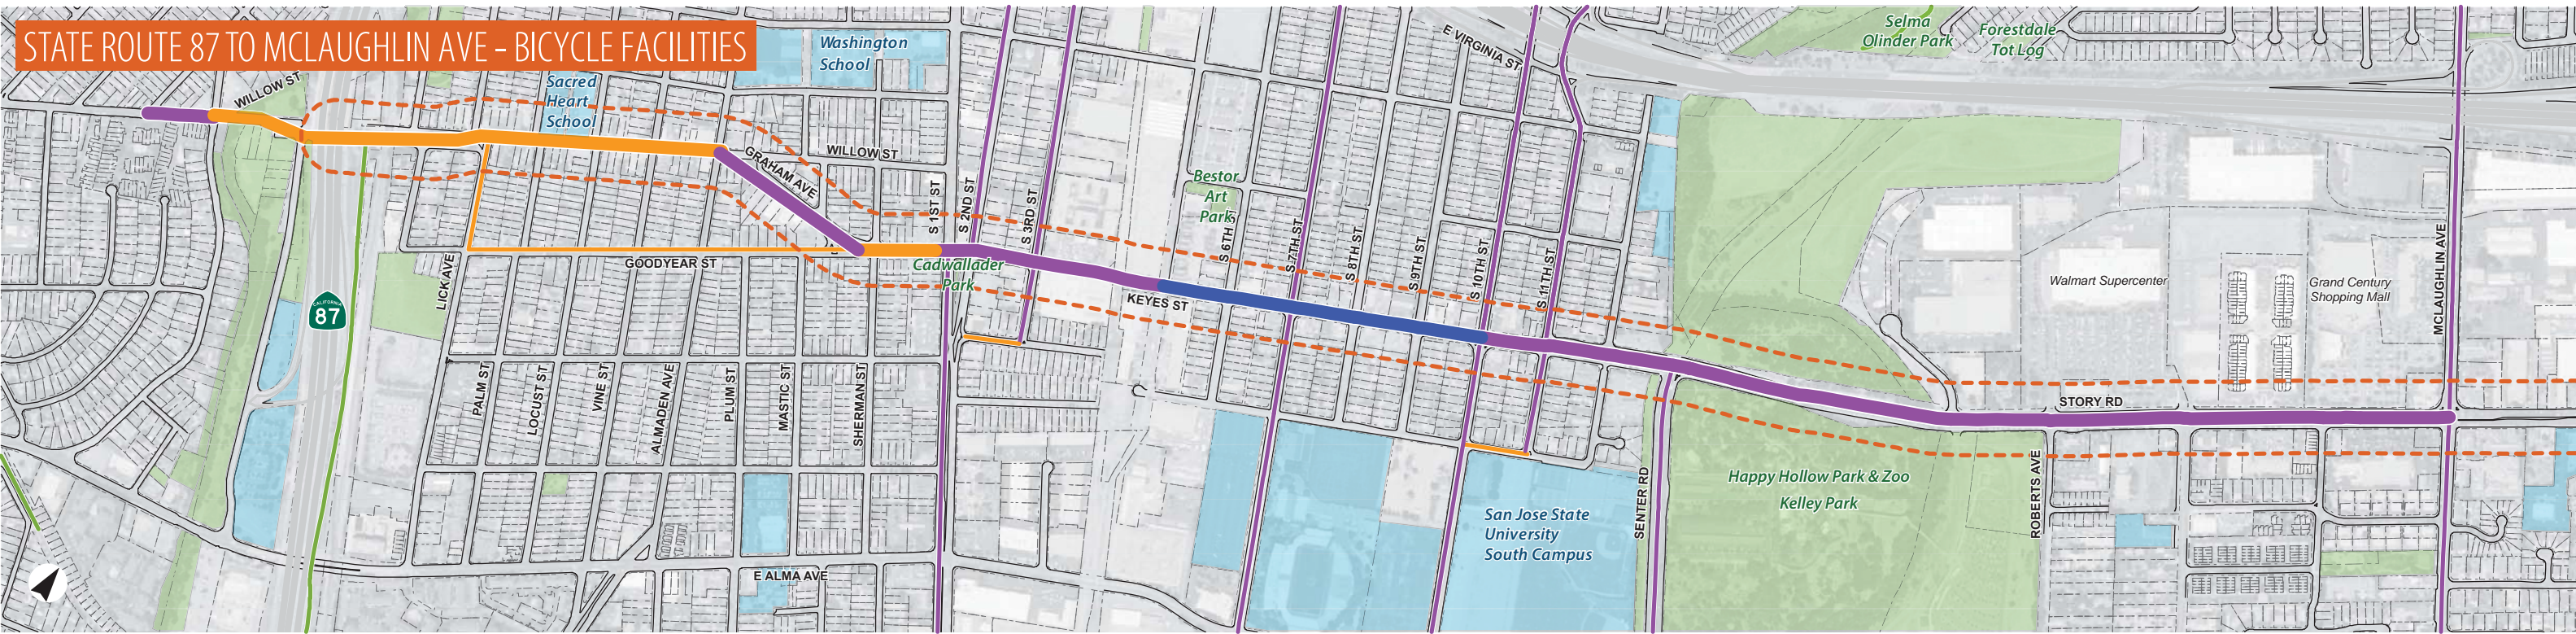 STATE ROUTE 87 TO MCLAUGHLIN AVE – BICYCLE FACILITIES
Washington
School
E VIRGINIA ST
Selma
Olinder Park
Forestdale
Tot Log
WILLOW ST
Sacred
Heart
School
GRAHAM AVE
WILLOW ST
S 1ST ST
S 2ND ST
S 3RD ST
Bestor
Art
Park
S 6TH ST
S 7TH ST
S 8TH ST
S 9TH ST
S 10TH ST
S 11TH ST
MCLAUGHLIN AVE
Walmart Supercenter
Grand Century
Shopping Mall
LICK AVE
GOODYEAR ST
Cadwallader
Park
KEYES ST
CALIFORNIA
87
PALM ST
LOCUST ST
VINE ST
ALMADEN AVE
PLUM ST
MASTIC ST
SHERMAN ST
STORY RD
SENTER RD
Happy Hollow Park & Zoo
Kelley Park
ROBERTS AVE
San Jose State
University
South Campus
E ALMA AVE